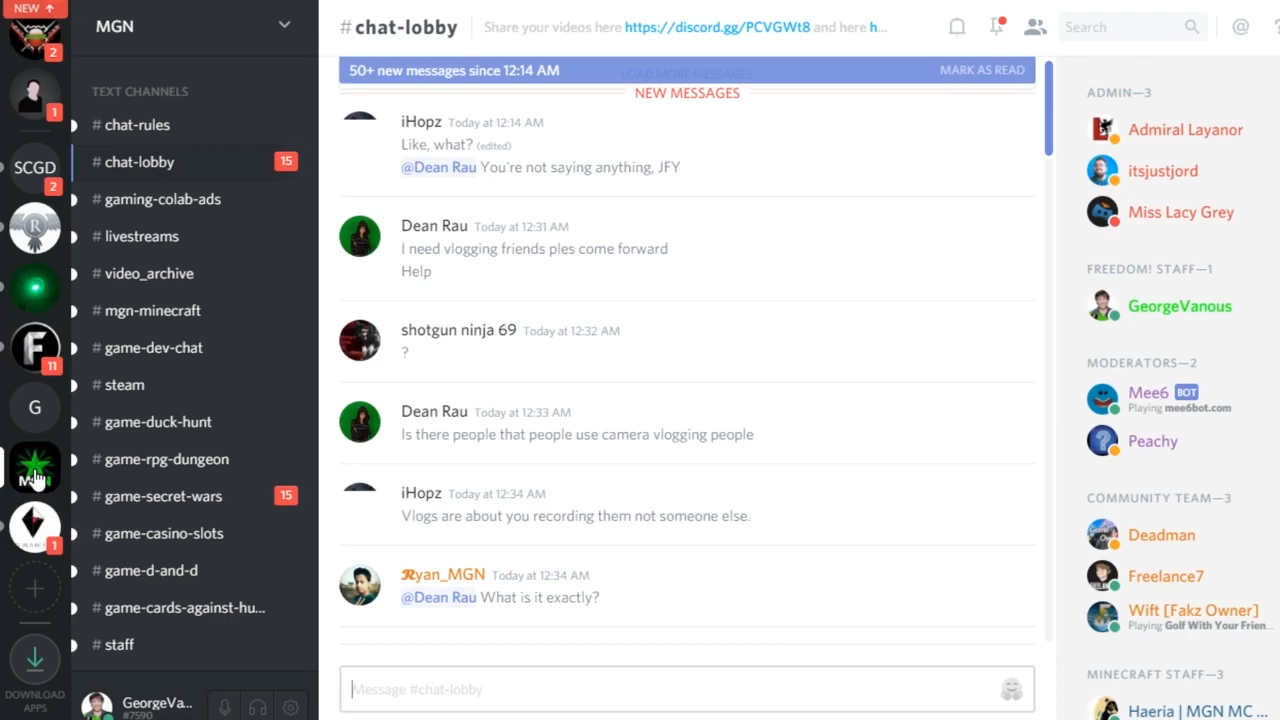 NEW ↑
2
1
SCGD
2
R
F
11
G
MGN
1
DOWNLOAD
APPS
MGN
TEXT CHANNELS
# chat-rules
# chat-lobby 15
# gaming-colab-ads
# livestreams
# video_archive
# mgn-minecraft
# game-dev-chat
# steam
# game-duck-hunt
# game-rpg-dungeon
# game-secret-wars 15
# game-casino-slots
# game-d-and-d
# game-cards-against-hu...
# staff
GeorgeVa...
#7590
# chat-lobby Share your videos here https://discord.gg/PCVGWt8 and here h...
Search
@
?
50+ new messages since 12:14 AM LOAD MORE MESSAGES MARK AS READ
NEW MESSAGES
iHopz Today at 12:14 AM
Like, what? (edited)
@Dean Rau You're not saying anything, JFY
Dean Rau Today at 12:31 AM
I need vlogging friends ples come forward
Help
shotgun ninja 69 Today at 12:32 AM
?
Dean Rau Today at 12:33 AM
Is there people that people use camera vlogging people
iHopz Today at 12:34 AM
Vlogs are about you recording them not someone else.
𝕽yan_MGN Today at 12:34 AM
@Dean Rau What is it exactly?
Message #chat-lobby
ADMIN—3
Admiral Layanor
itsjustjord
Miss Lacy Grey
FREEDOM! STAFF—1
GeorgeVanous
MODERATORS—2
Mee6 BOT
Playing mee6bot.com
Peachy
COMMUNITY TEAM—3
Deadman
Freelance7
Wift [Fakz Owner]
Playing Golf With Your Frien...
MINECRAFT STAFF—3
Haeria | MGN MC ...